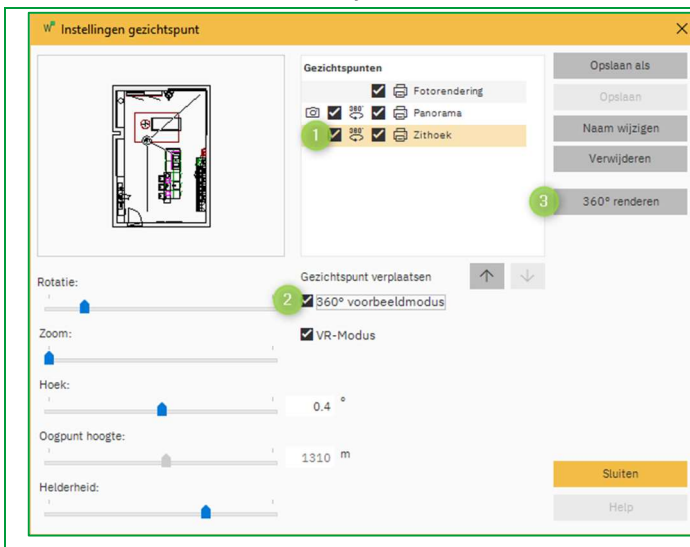 Instellingen gezichtspunt
Gezichtspunten
Fotorendering
360° Panorama
1 360° Zithoek
Opslaan als
Opslaan
Naam wijzigen
Verwijderen
3 360° renderen
Gezichtspunt verplaatsen
2 360° voorbeeldmodus
VR-Modus
Rotatie:
Zoom:
Hoek:
0.4 °
Oogpunt hoogte:
1310 m
Helderheid:
Sluiten
Help